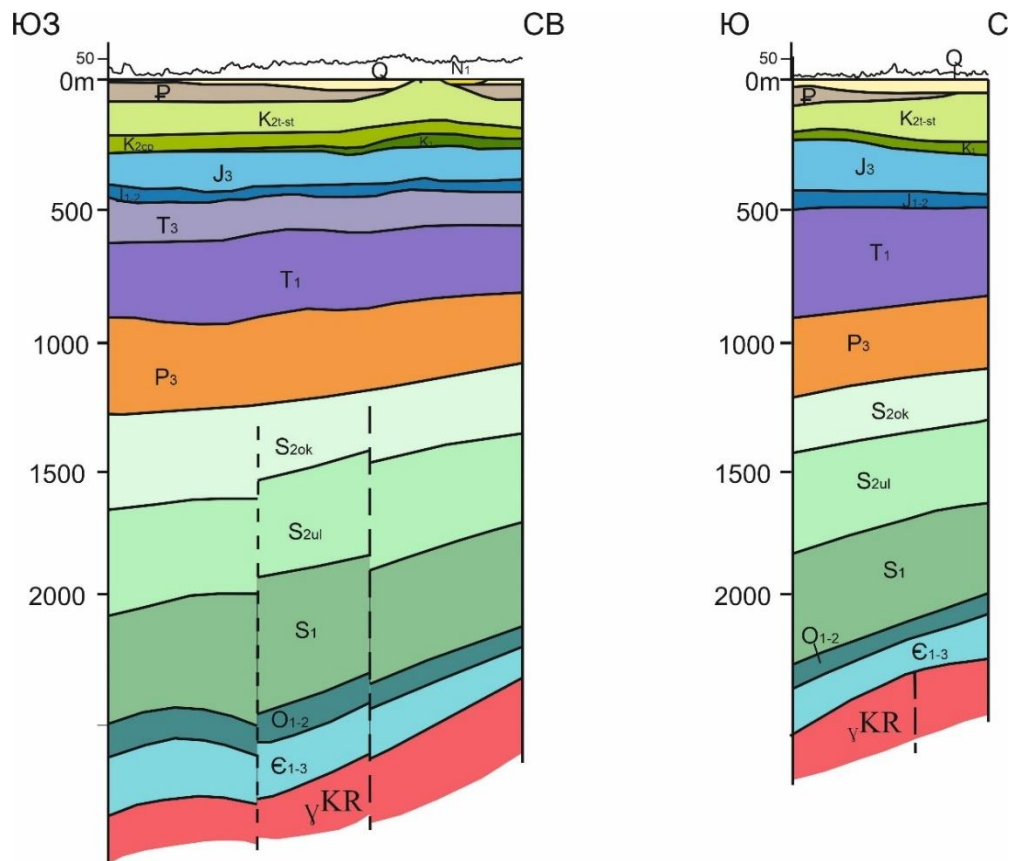 ЮЗ
СВ
50
0m
Q
N1
₽
K2t-st
K2cp
K1
J3
J1-2
500
T3
T1
1000
P3
1500
S2ok
S2ul
2000
S1
O1-2
Є1-3
γKR
Ю
С
50
0m
Q
₽
K2t-st
K1
J3
J1-2
500
T1
1000
P3
S2ok
1500
S2ul
2000
S1
O1-2
Є1-3
γKR